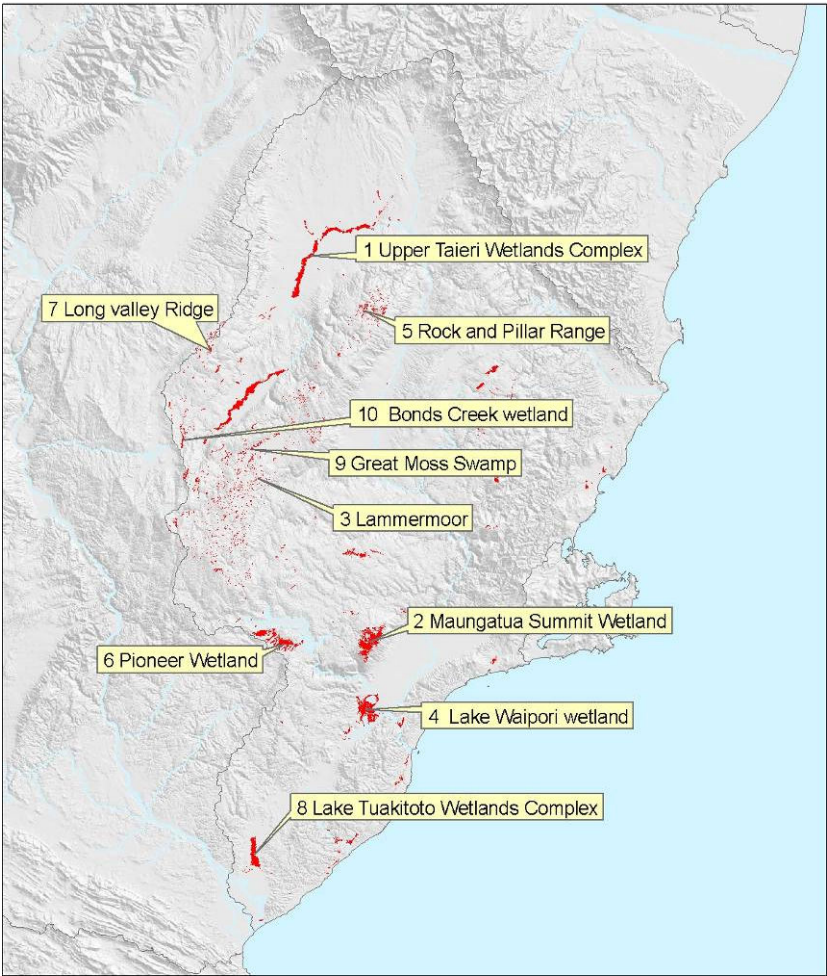 1 Upper Taieri Wetlands Complex
7 Long valley Ridge
5 Rock and Pillar Range
10 Bonds Creek wetland
9 Great Moss Swamp
3 Lammermoor
2 Maungatua Summit Wetland
6 Pioneer Wetland
4 Lake Waipori wetland
8 Lake Tuakitoto Wetlands Complex